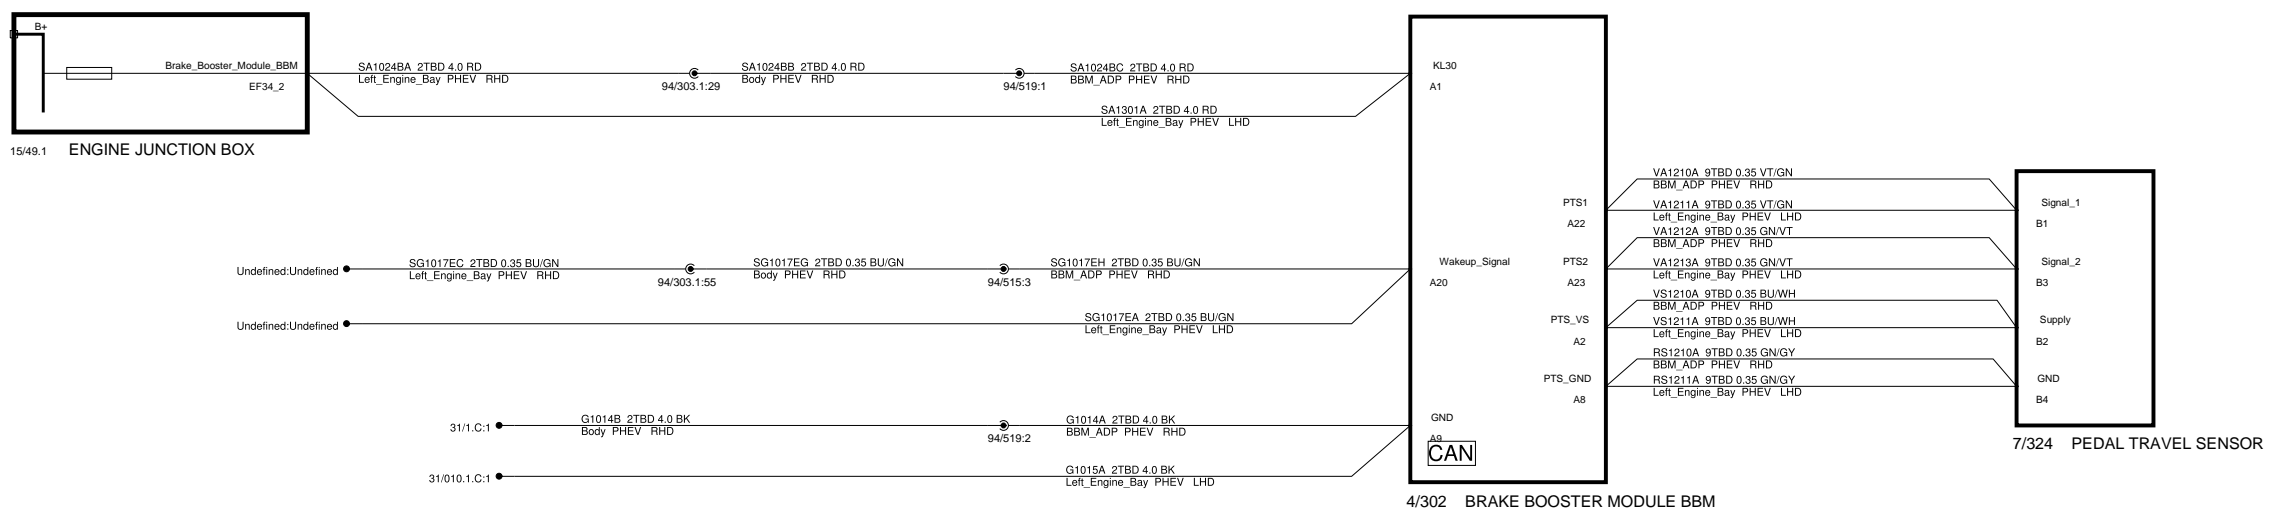 B+
Brake_Booster_Module_BBM
EF34_2
15/49.1 ENGINE JUNCTION BOX
SA1024BA 2TBD 4.0 RD
Left_Engine_Bay PHEV RHD
94/303.1:29
SA1024BB 2TBD 4.0 RD
Body PHEV RHD
94/519:1
SA1024BC 2TBD 4.0 RD
BBM_ADP PHEV RHD
SA1301A 2TBD 4.0 RD
Left_Engine_Bay PHEV LHD
Undefined:Undefined
SG1017EC 2TBD 0.35 BU/GN
Left_Engine_Bay PHEV RHD
94/303.1:55
SG1017EG 2TBD 0.35 BU/GN
Body PHEV RHD
94/515:3
SG1017EH 2TBD 0.35 BU/GN
BBM_ADP PHEV RHD
Undefined:Undefined
SG1017EA 2TBD 0.35 BU/GN
Left_Engine_Bay PHEV LHD
31/1.C:1
G1014B 2TBD 4.0 BK
Body PHEV RHD
94/519:2
G1014A 2TBD 4.0 BK
BBM_ADP PHEV RHD
31/010.1.C:1
G1015A 2TBD 4.0 BK
Left_Engine_Bay PHEV LHD
KL30
A1
Wakeup_Signal
A20
GND
A9
CAN
PTS1
A22
PTS2
A23
PTS_VS
A2
PTS_GND
A8
4/302 BRAKE BOOSTER MODULE BBM
VA1210A 9TBD 0.35 VT/GN
BBM_ADP PHEV RHD
VA1211A 9TBD 0.35 VT/GN
Left_Engine_Bay PHEV LHD
VA1212A 9TBD 0.35 GN/VT
BBM_ADP PHEV RHD
VA1213A 9TBD 0.35 GN/VT
Left_Engine_Bay PHEV LHD
VS1210A 9TBD 0.35 BU/WH
BBM_ADP PHEV RHD
VS1211A 9TBD 0.35 BU/WH
Left_Engine_Bay PHEV LHD
RS1210A 9TBD 0.35 GN/GY
BBM_ADP PHEV RHD
RS1211A 9TBD 0.35 GN/GY
Left_Engine_Bay PHEV LHD
Signal_1
B1
Signal_2
B3
Supply
B2
GND
B4
7/324 PEDAL TRAVEL SENSOR